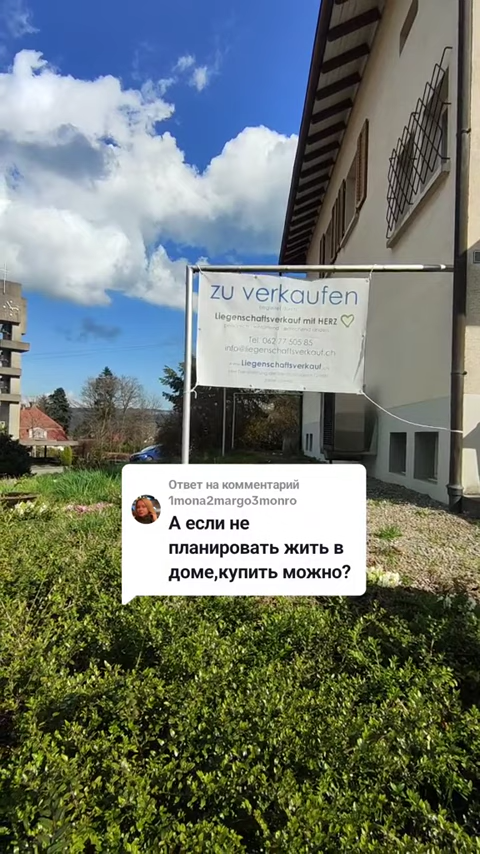 zu verkaufen
Liegenschaftsverkauf mit HERZ
Tel. 062 77 505 85
info@liegenschaftsverkauf.ch
Liegenschaftsverkauf
Ответ на комментарий
1mona2margo3monro
А если не
планировать жить в
доме,купить можно?